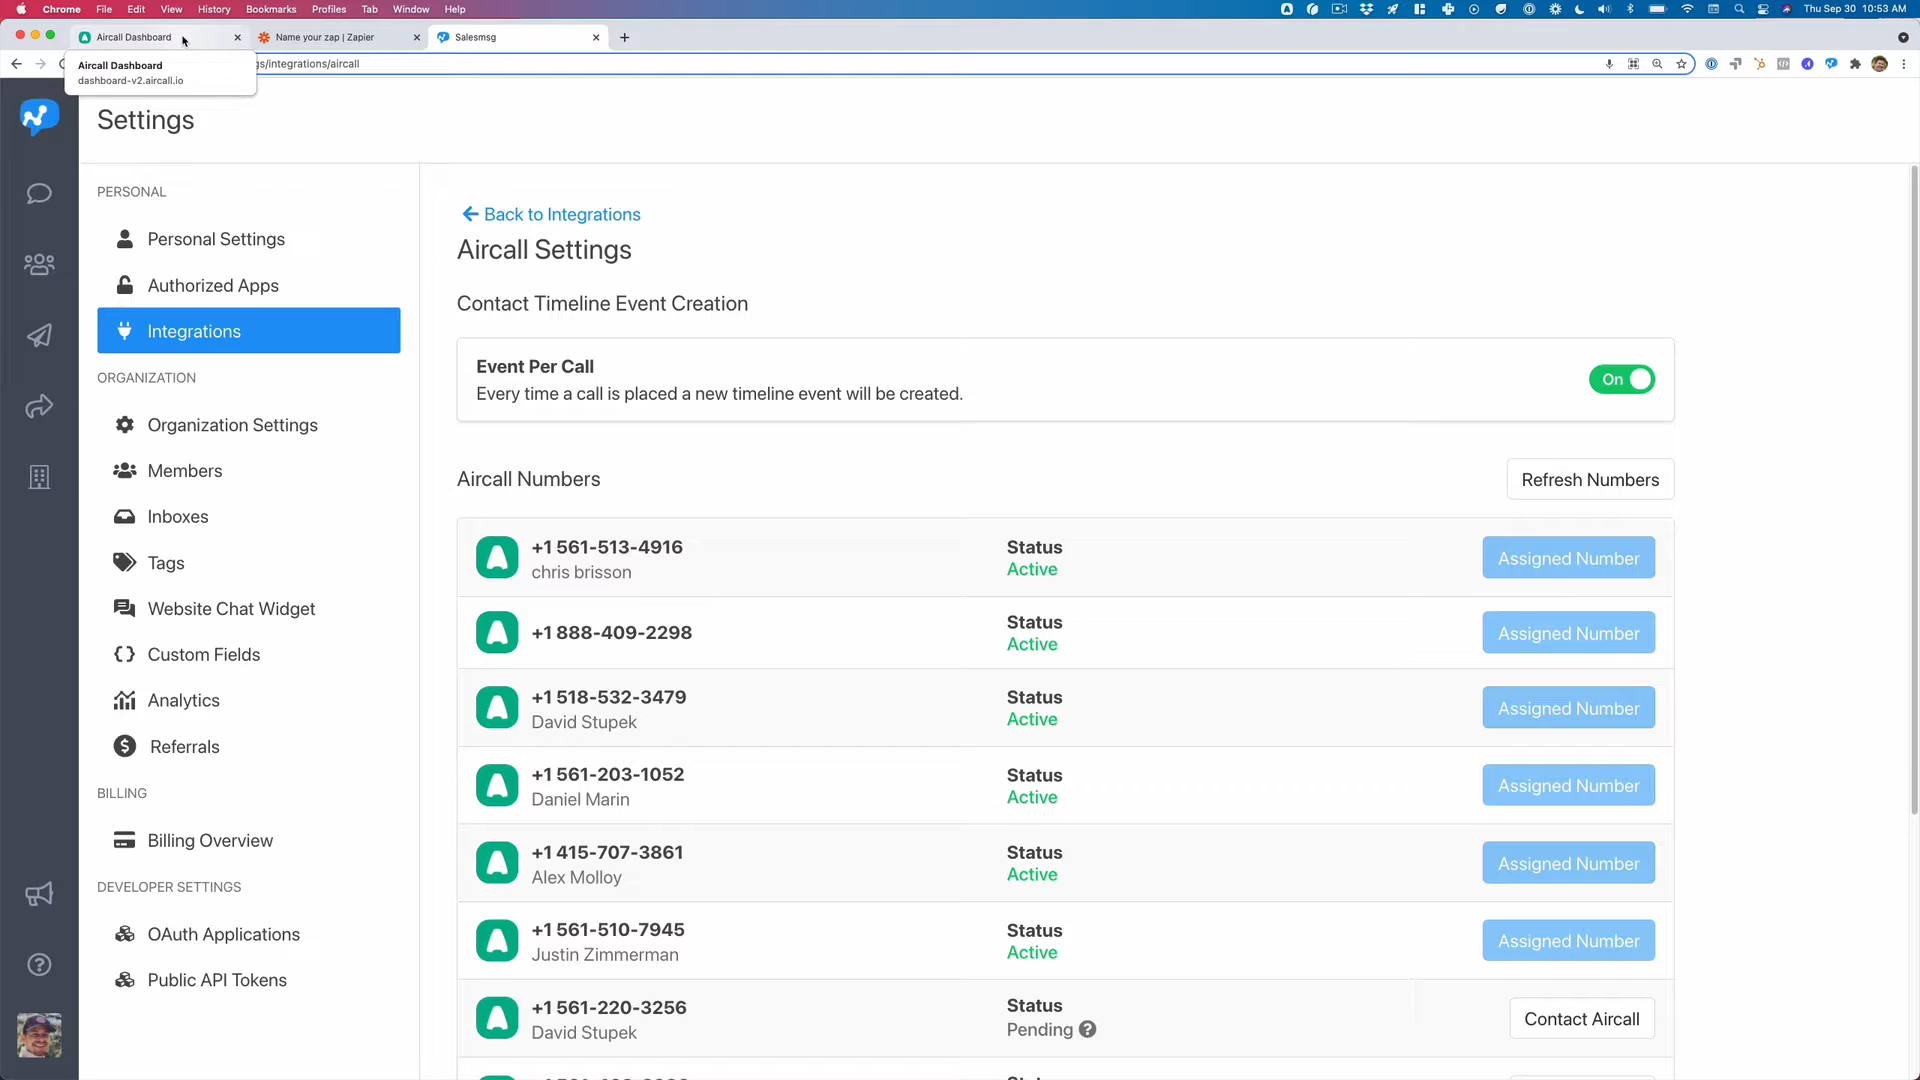 Chrome File Edit View History Bookmarks Profiles Tab Window Help
Thu Sep 30 10:53 AM
Aircall Dashboard
Name your zap | Zapier
Salesmsg
Aircall Dashboard
dashboard-v2.aircall.io
gs/integrations/aircall
Settings
PERSONAL
Personal Settings
Authorized Apps
Integrations
ORGANIZATION
Organization Settings
Members
Inboxes
Tags
Website Chat Widget
Custom Fields
Analytics
Referrals
BILLING
Billing Overview
DEVELOPER SETTINGS
OAuth Applications
Public API Tokens
Back to Integrations
Aircall Settings
Contact Timeline Event Creation
Event Per Call
Every time a call is placed a new timeline event will be created.
On
Aircall Numbers
Refresh Numbers
+1 561-513-4916
chris brisson
Status
Active
Assigned Number
+1 888-409-2298
Status
Active
Assigned Number
+1 518-532-3479
David Stupek
Status
Active
Assigned Number
+1 561-203-1052
Daniel Marin
Status
Active
Assigned Number
+1 415-707-3861
Alex Molloy
Status
Active
Assigned Number
+1 561-510-7945
Justin Zimmerman
Status
Active
Assigned Number
+1 561-220-3256
David Stupek
Status
Pending
Contact Aircall